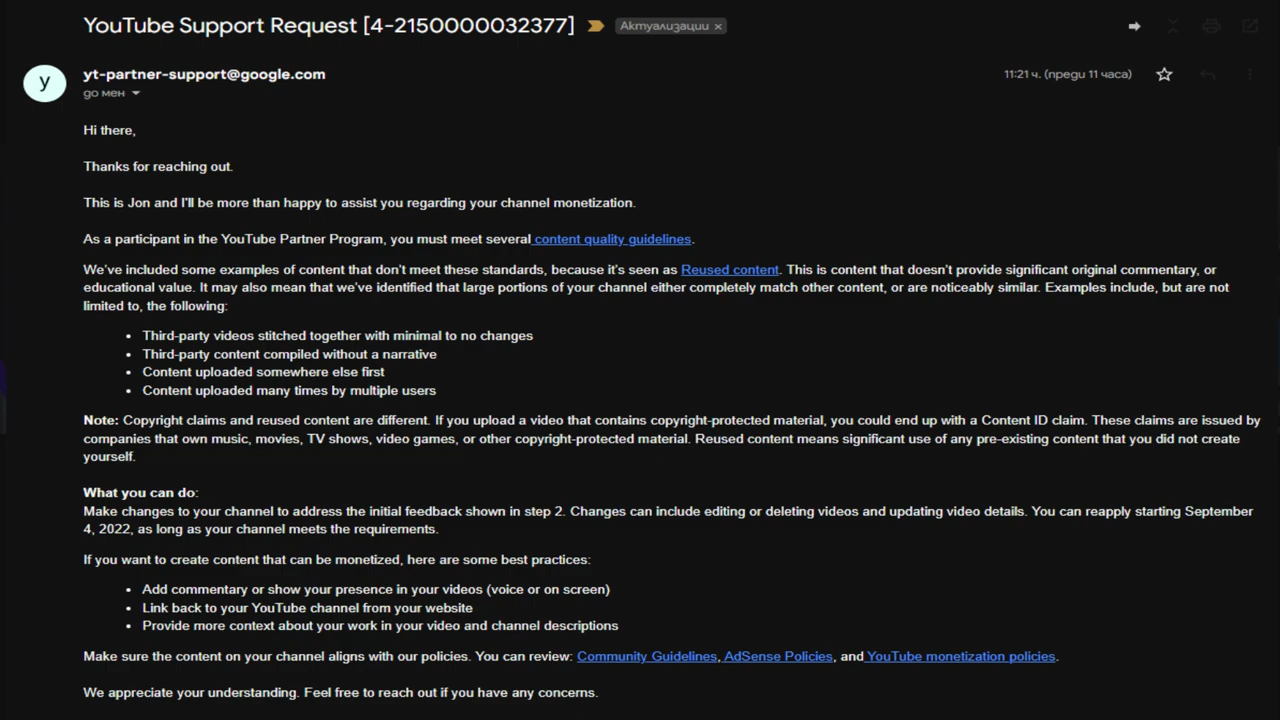 YouTube Support Request [4-2150000032377] Актуализации ×
yt-partner-support@google.com 11:21 ч. (преди 11 часа)
до мен
y
Hi there,
Thanks for reaching out.
This is Jon and I'll be more than happy to assist you regarding your channel monetization.
As a participant in the YouTube Partner Program, you must meet several content quality guidelines.
We've included some examples of content that don't meet these standards, because it's seen as Reused content. This is content that doesn't provide significant original commentary, or
educational value. It may also mean that we've identified that large portions of your channel either completely match other content, or are noticeably similar. Examples include, but are not
limited to, the following:
• Third-party videos stitched together with minimal to no changes
• Third-party content compiled without a narrative
• Content uploaded somewhere else first
• Content uploaded many times by multiple users
Note: Copyright claims and reused content are different. If you upload a video that contains copyright-protected material, you could end up with a Content ID claim. These claims are issued by
companies that own music, movies, TV shows, video games, or other copyright-protected material. Reused content means significant use of any pre-existing content that you did not create
yourself.
What you can do:
Make changes to your channel to address the initial feedback shown in step 2. Changes can include editing or deleting videos and updating video details. You can reapply starting September
4, 2022, as long as your channel meets the requirements.
If you want to create content that can be monetized, here are some best practices:
• Add commentary or show your presence in your videos (voice or on screen)
• Link back to your YouTube channel from your website
• Provide more context about your work in your video and channel descriptions
Make sure the content on your channel aligns with our policies. You can review: Community Guidelines, AdSense Policies, and YouTube monetization policies.
We appreciate your understanding. Feel free to reach out if you have any concerns.